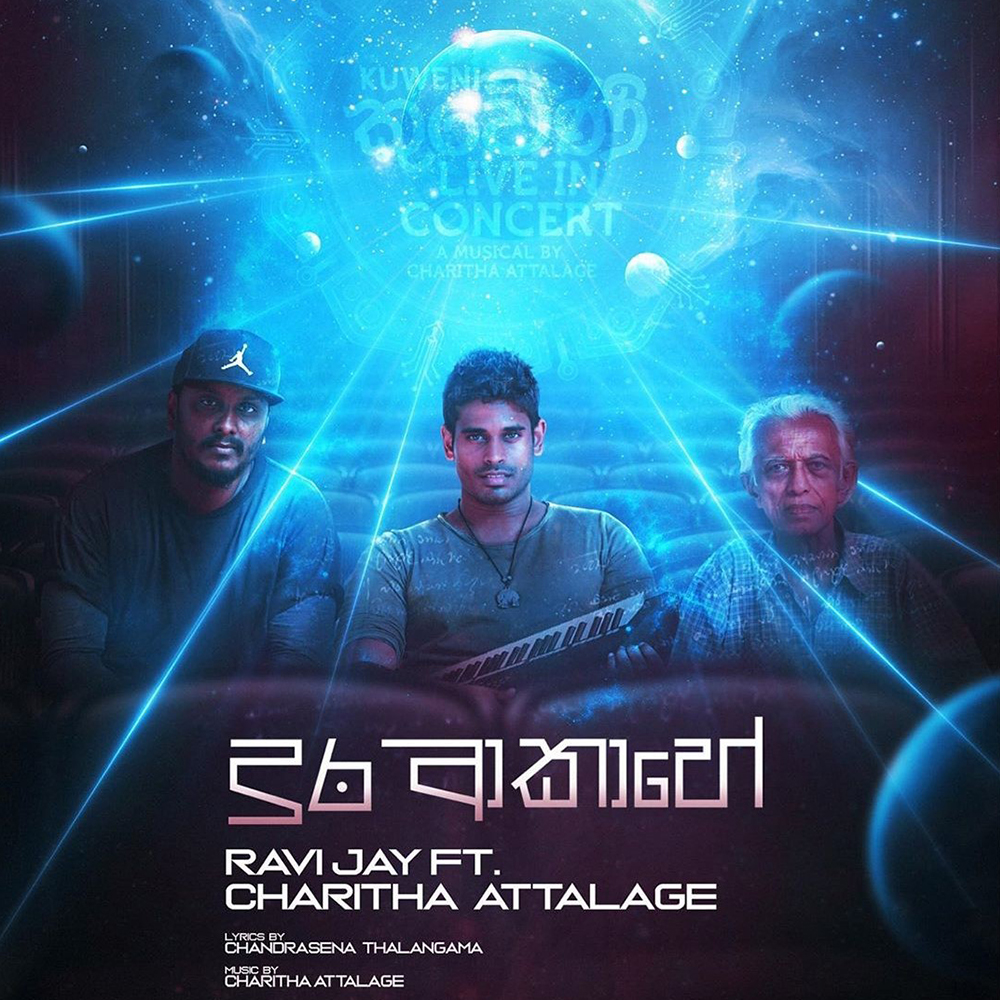 KUWENI
කුවේණි
LIVE IN
CONCERT
A MUSICAL BY
CHARITHA ATTALAGE
දුර ආකාශේ
RAVI JAY FT.
CHARITHA ATTALAGE
LYRICS BY
CHANDRASENA THALANGAMA
MUSIC BY
CHARITHA ATTALAGE